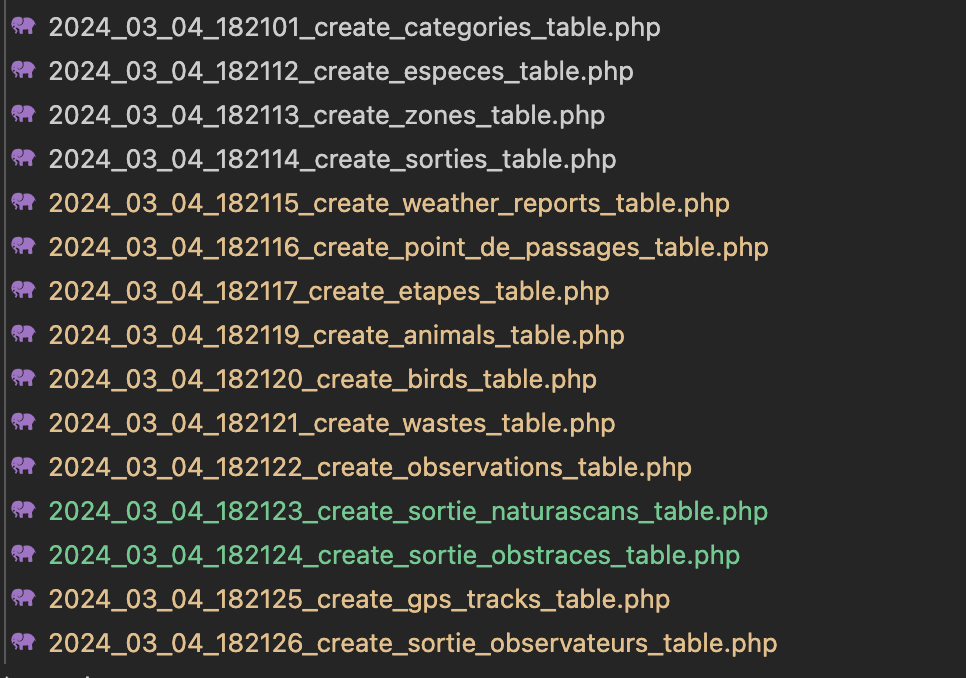 2024_03_04_182101_create_categories_table.php
2024_03_04_182112_create_especes_table.php
2024_03_04_182113_create_zones_table.php
2024_03_04_182114_create_sorties_table.php
2024_03_04_182115_create_weather_reports_table.php
2024_03_04_182116_create_point_de_passages_table.php
2024_03_04_182117_create_etapes_table.php
2024_03_04_182119_create_animals_table.php
2024_03_04_182120_create_birds_table.php
2024_03_04_182121_create_wastes_table.php
2024_03_04_182122_create_observations_table.php
2024_03_04_182123_create_sortie_naturascans_table.php
2024_03_04_182124_create_sortie_obstraces_table.php
2024_03_04_182125_create_gps_tracks_table.php
2024_03_04_182126_create_sortie_observateurs_table.php